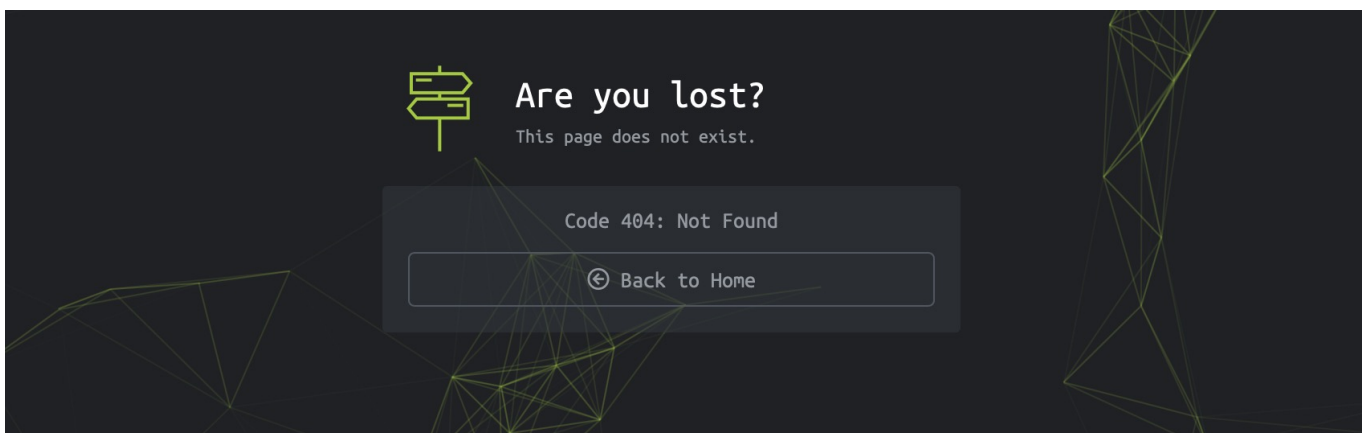 Are you lost?
This page does not exist.
Code 404: Not Found
Back to Home